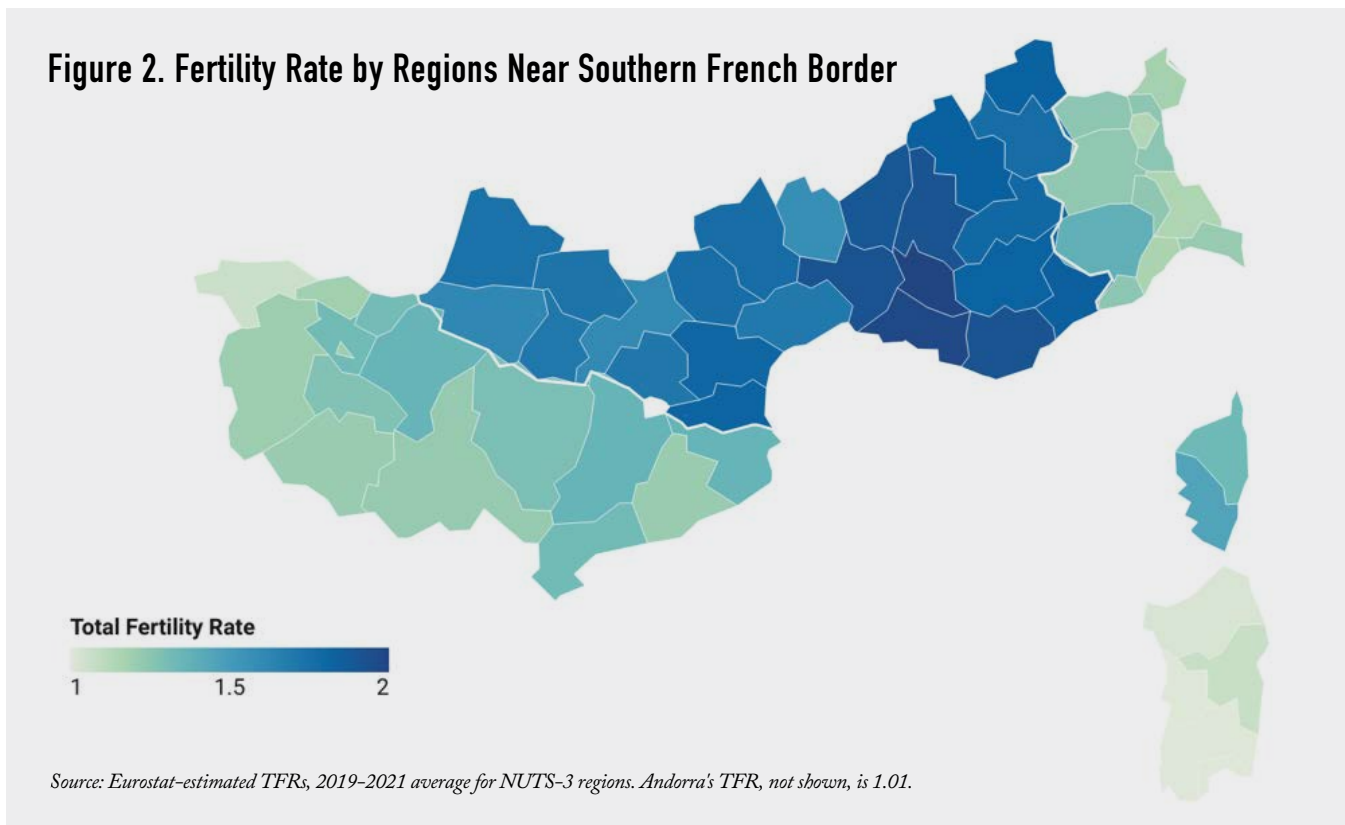 Figure 2. Fertility Rate by Regions Near Southern French Border
Total Fertility Rate
1 1.5 2
Source: Eurostat-estimated TFRs, 2019-2021 average for NUTS-3 regions. Andorra's TFR, not shown, is 1.01.